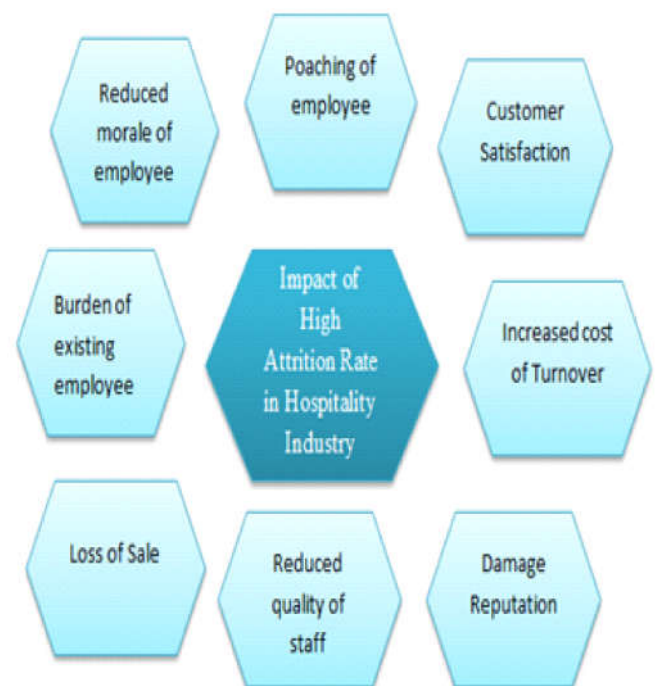 Poaching of
employee
Reduced
morale of
employee
Customer
Satisfaction
Burden of
existing
employee
Impact of
High
Attrition Rate
in Hospitality
Industry
Increased cost
of Turnover
Loss of Sale
Reduced
quality of
staff
Damage
Reputation